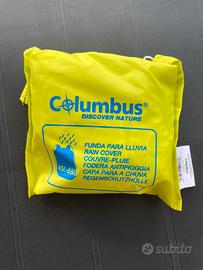 Columbus®
DISCOVER NATURE
FUNDA PARA LLUVIA
RAIN COVER
COUVRE-PLUIE
FODERA ANTIPIOGGIA
CAPA PARA A CHUVA
REGENSCHUTZHÜLLE
subito